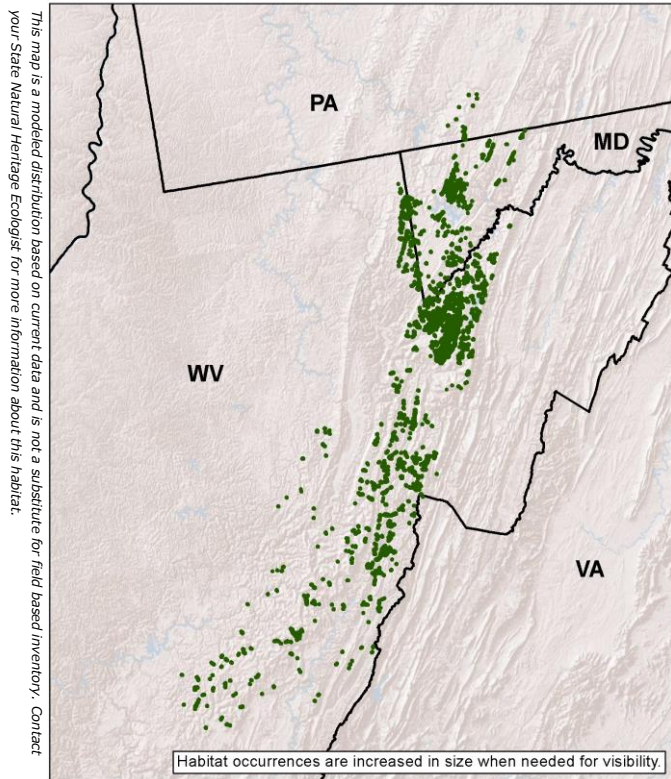 This map is a modeled distribution based on current data and is not a substitute for field based inventory. Contact
your State Natural Heritage Ecologist for more information about this habitat.
PA
MD
WV
VA
Habitat occurrences are increased in size when needed for visibility.